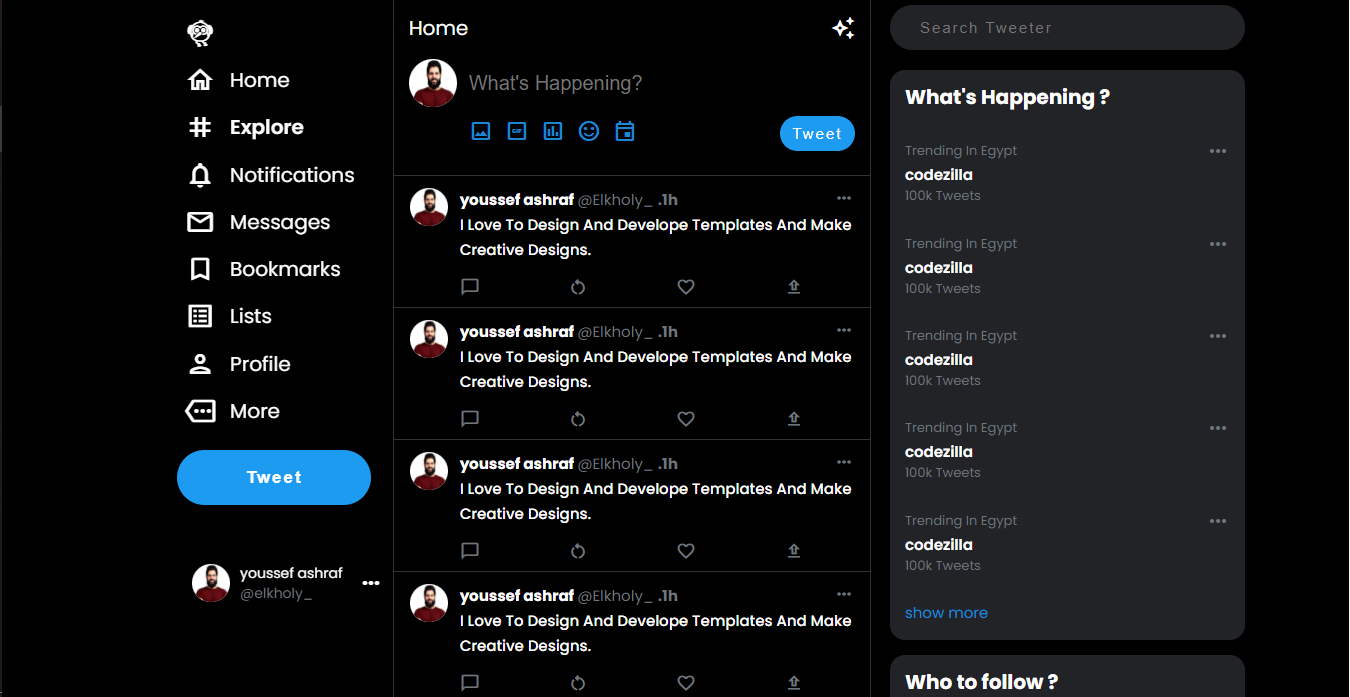 Home
Explore
Notifications
Messages
Bookmarks
Lists
Profile
More
Tweet
youssef ashraf
@elkholy_
Home
What's Happening?
GIF
Tweet
youssef ashraf @Elkholy_ .1h
I Love To Design And Develope Templates And Make
Creative Designs.
youssef ashraf @Elkholy_ .1h
I Love To Design And Develope Templates And Make
Creative Designs.
youssef ashraf @Elkholy_ .1h
I Love To Design And Develope Templates And Make
Creative Designs.
youssef ashraf @Elkholy_ .1h
I Love To Design And Develope Templates And Make
Creative Designs.
Search Tweeter
What's Happening ?
Trending In Egypt
codezilla
100k Tweets
Trending In Egypt
codezilla
100k Tweets
Trending In Egypt
codezilla
100k Tweets
Trending In Egypt
codezilla
100k Tweets
Trending In Egypt
codezilla
100k Tweets
show more
Who to follow ?